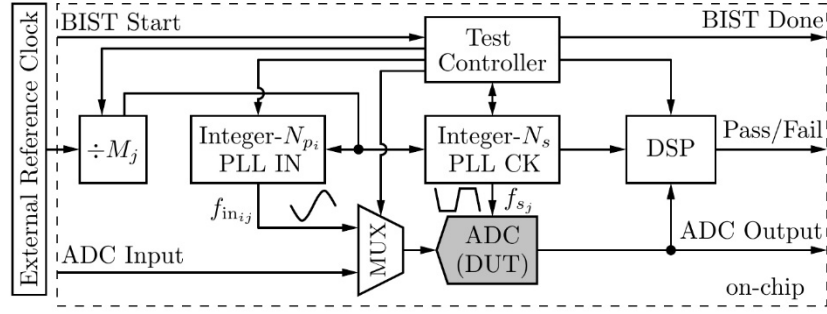 External Reference Clock
BIST Start
Test
Controller
BIST Done
÷M_j
Integer-N_{p_i}
PLL IN
Integer-N_s
PLL CK
DSP
Pass/Fail
f_{in_{ij}}
f_{s_j}
MUX
ADC
(DUT)
ADC Input
ADC Output
on-chip